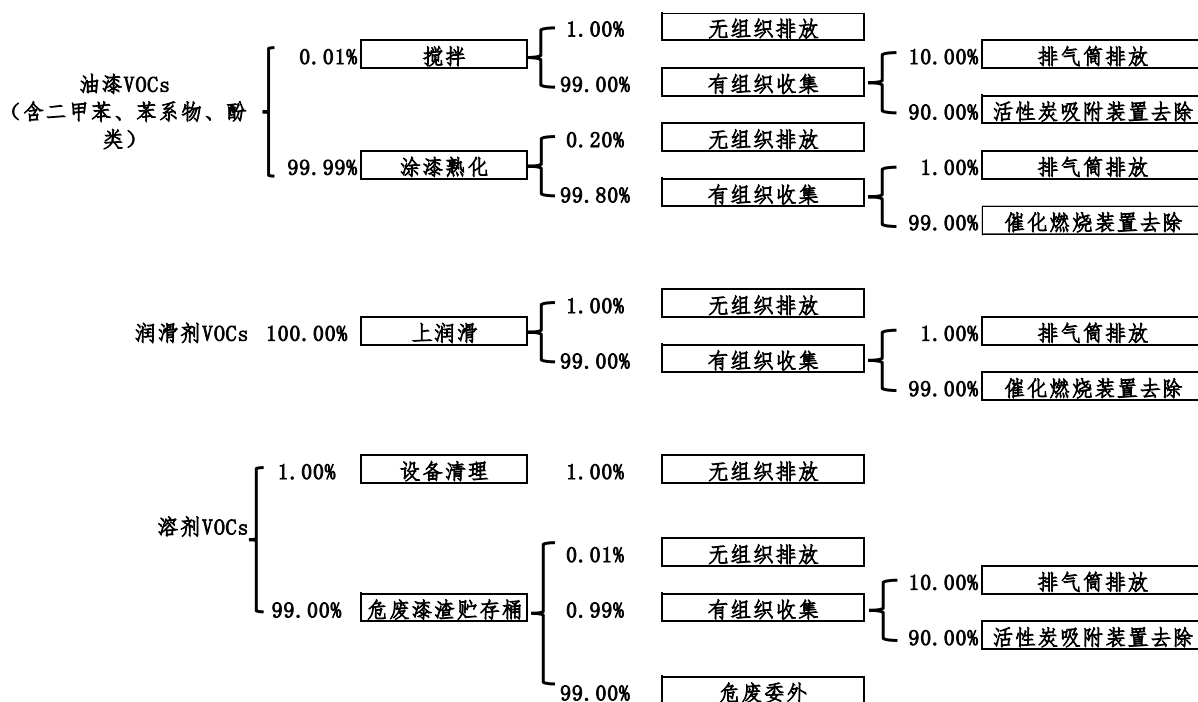 1.00% 无组织排放
0.01% 搅拌 10.00% 排气筒排放
油漆VOCs 99.00% 有组织收集
（含二甲苯、苯系物、酚 90.00% 活性炭吸附装置去除
类） 0.20% 无组织排放
99.99% 涂漆熟化 1.00% 排气筒排放
99.80% 有组织收集
99.00% 催化燃烧装置去除
1.00% 无组织排放
润滑剂VOCs 100.00% 上润滑 1.00% 排气筒排放
99.00% 有组织收集
99.00% 催化燃烧装置去除
1.00% 设备清理 1.00% 无组织排放
溶剂VOCs
0.01% 无组织排放
10.00% 排气筒排放
99.00% 危废漆渣贮存桶 0.99% 有组织收集
90.00% 活性炭吸附装置去除
99.00% 危废委外